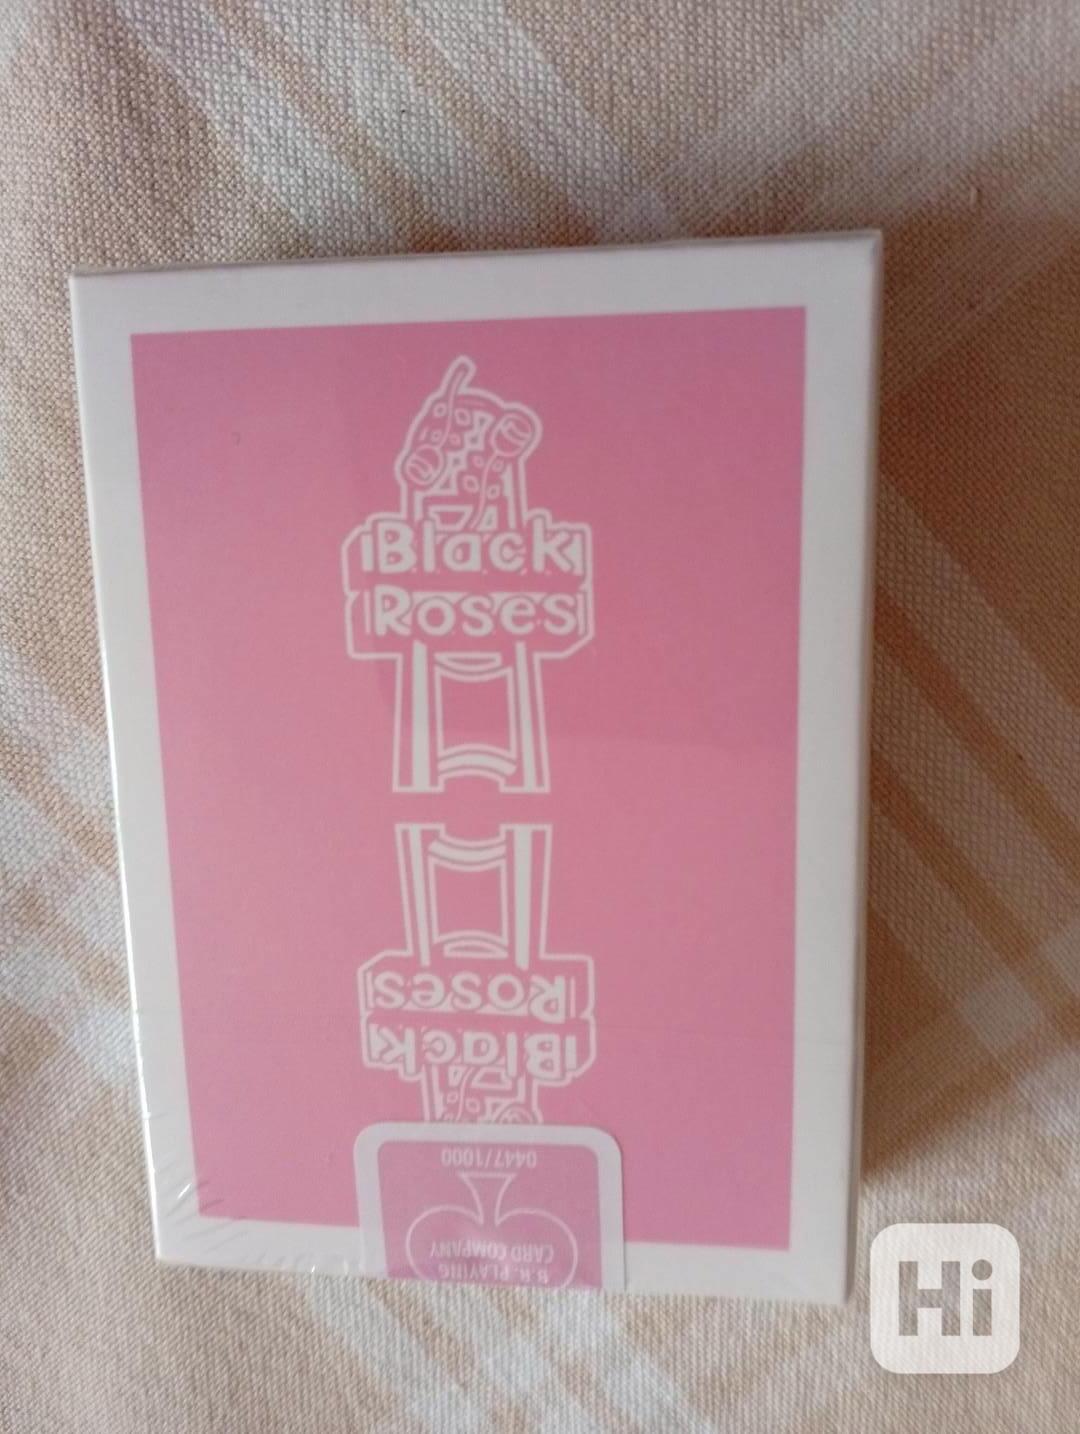 Black
Roses
Roses
Black
0447/1000
CARD COMPANY
B.R. PLAYING
Hi